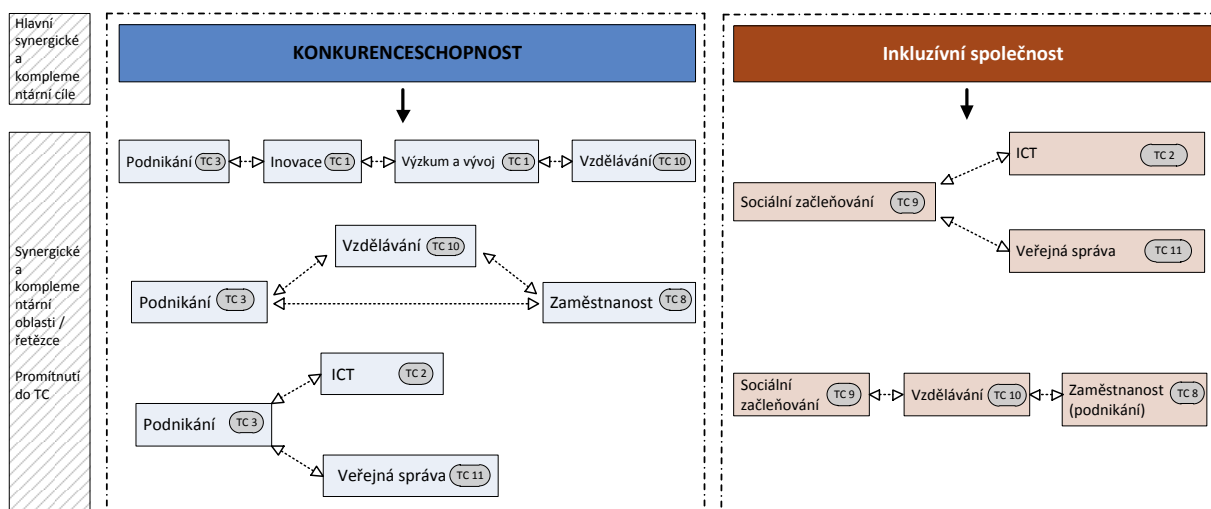 Hlavní
synergické
a
kompleme
ntární cíle
KONKURENCESCHOPNOST
Inkluzívní společnost
Synergické
a
kompleme
ntární
oblasti /
řetězce
Promítnutí
do TC
Podnikání TC 3
Inovace TC 1
Výzkum a vývoj TC 1
Vzdělávání TC 10
Vzdělávání TC 10
Podnikání TC 3
Zaměstnanost TC 8
ICT TC 2
Podnikání TC 3
Veřejná správa TC 11
ICT TC 2
Sociální začleňování TC 9
Veřejná správa TC 11
Sociální
začleňování TC 9
Vzdělávání TC 10
Zaměstnanost TC 8
(podnikání)